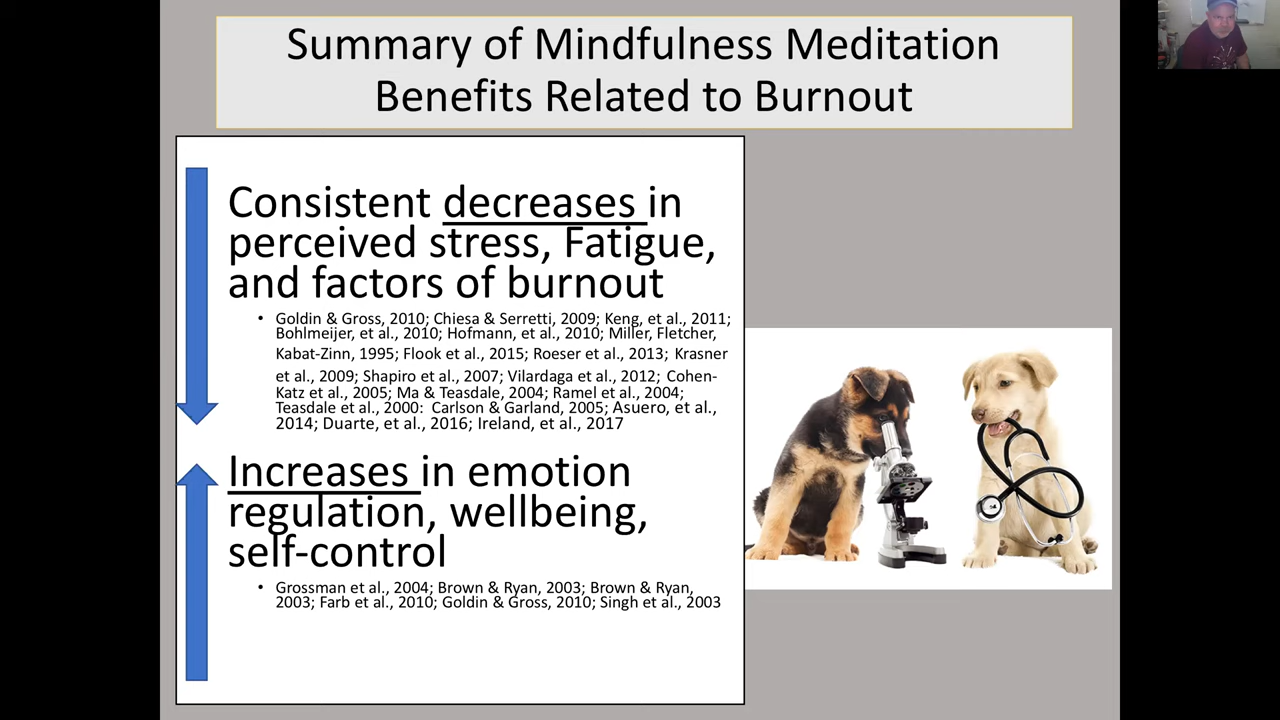 Summary of Mindfulness Meditation
Benefits Related to Burnout
Consistent decreases in
perceived stress, Fatigue,
and factors of burnout
• Goldin & Gross, 2010; Chiesa & Serretti, 2009; Keng, et al., 2011;
Bohlmeijer, et al., 2010; Hofmann, et al., 2010; Miller, Fletcher,
Kabat-Zinn, 1995; Flook et al., 2015; Roeser et al., 2013; Krasner
et al., 2009; Shapiro et al., 2007; Vilardaga et al., 2012; Cohen-
Katz et al., 2005; Ma & Teasdale, 2004; Ramel et al., 2004;
Teasdale et al., 2000: Carlson & Garland, 2005; Asuero, et al.,
2014; Duarte, et al., 2016; Ireland, et al., 2017
Increases in emotion
regulation, wellbeing,
self-control
• Grossman et al., 2004; Brown & Ryan, 2003; Brown & Ryan,
2003; Farb et al., 2010; Goldin & Gross, 2010; Singh et al., 2003